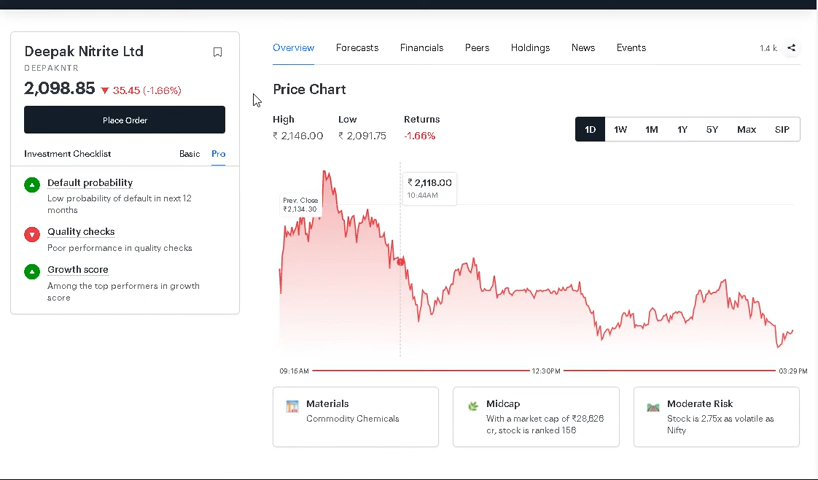 Deepak Nitrite Ltd
DEEPAKNTR
2,098.85 ▼ 35.45 (-1.66%)
Place Order
Investment Checklist Basic Pro
Default probability
Low probability of default in next 12
months
Quality checks
Poor performance in quality checks
Growth score
Among the top performers in growth
score
Overview Forecasts Financials Peers Holdings News Events 1.4 k
Price Chart
High Low Returns
₹ 2,146.00 ₹ 2,091.75 -1.66%
1D 1W 1M 1Y 5Y Max SIP
₹ 2,118.00
10:44AM
Prev. Close
₹2,134.30
09:16AM 12:30PM 03:29PM
Materials
Commodity Chemicals
Midcap
With a market cap of ₹28,626
cr, stock is ranked 156
Moderate Risk
Stock is 2.75x as volatile as
Nifty